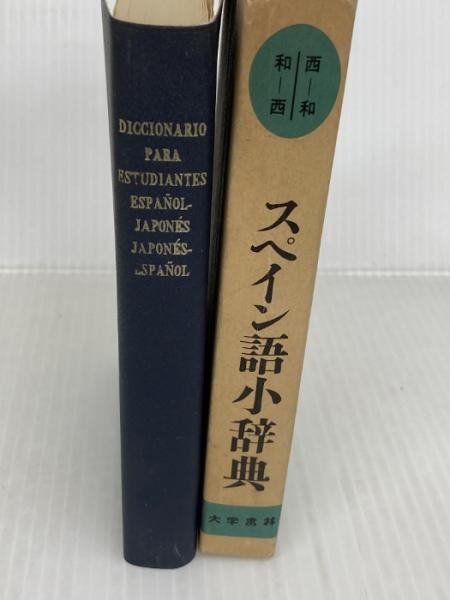 DICCIONARIO
PARA
ESTUDIANTES
ESPAÑOL-
JAPONÉS
JAPONÉS-
ESPAÑOL
西―和
和―西
スペイン語小辞典
大学書林